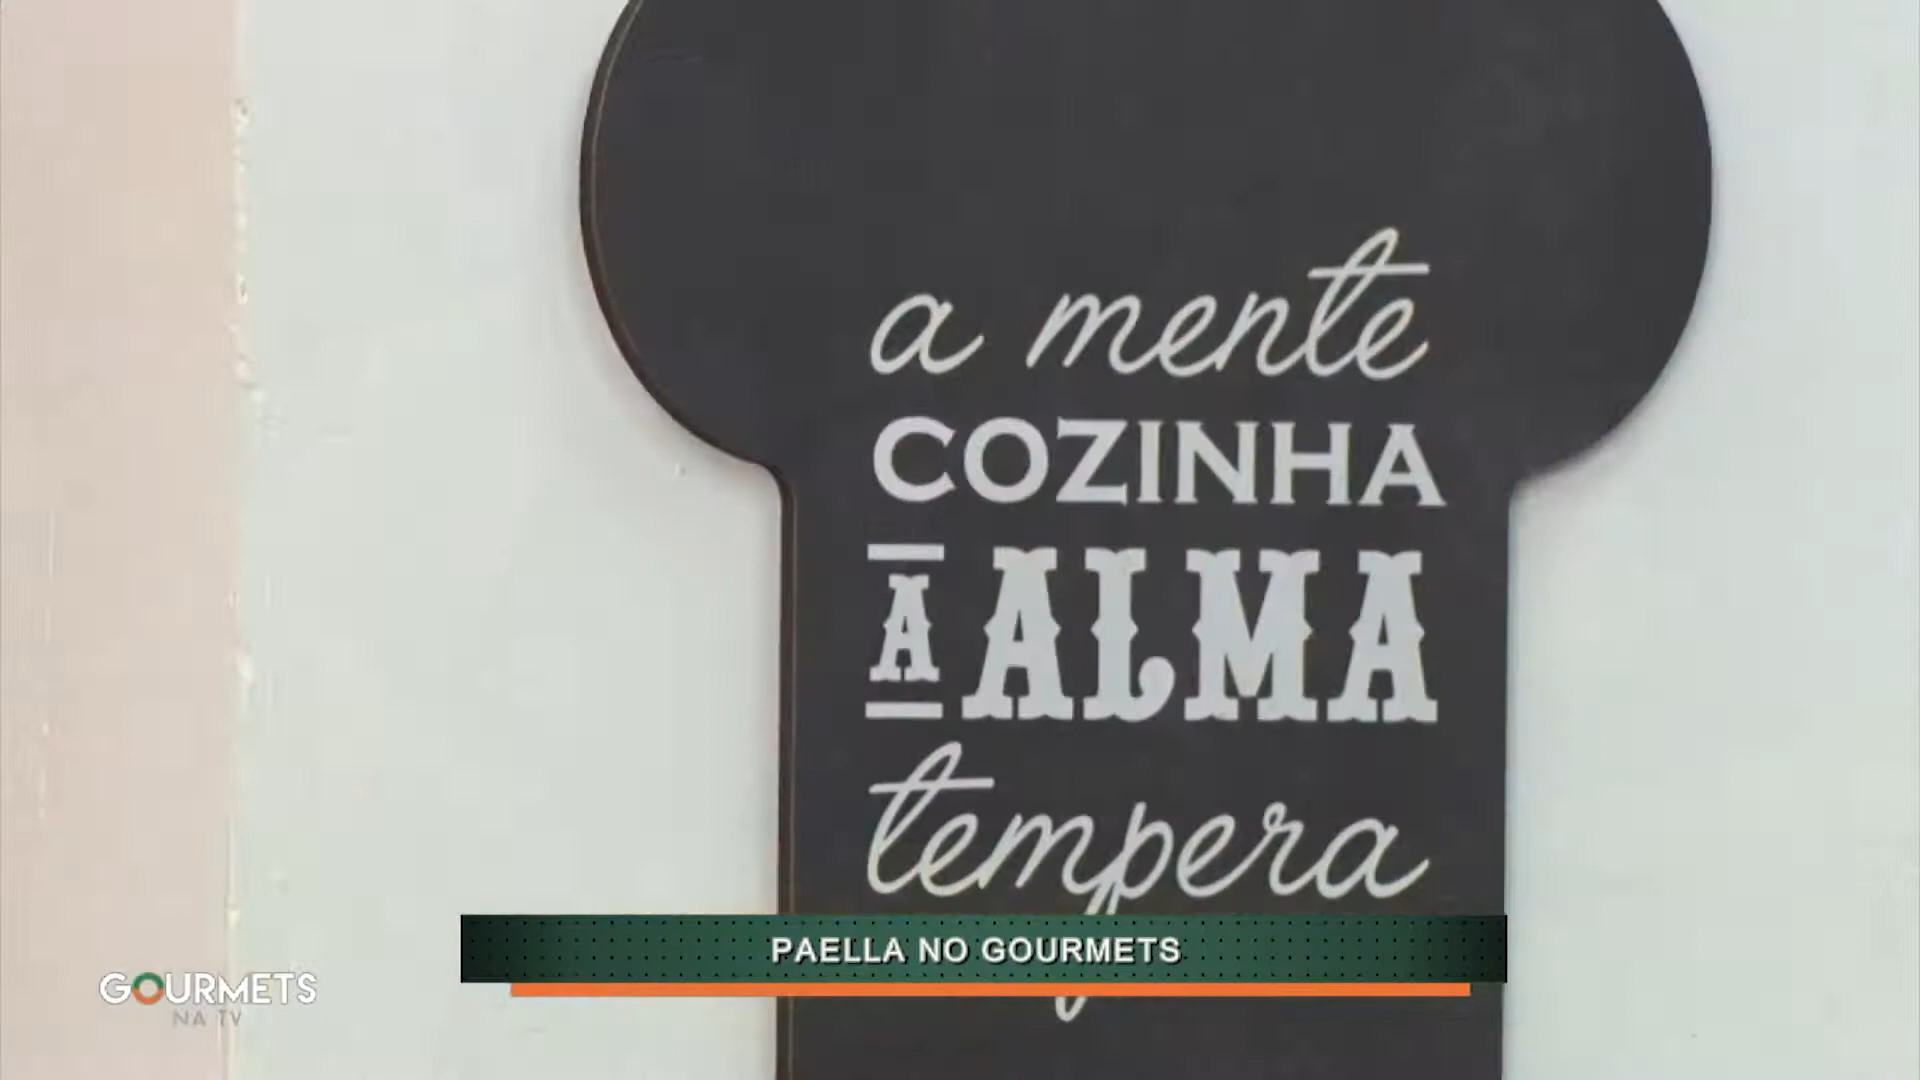 a mente
COZINHA
A ALMA
tempera
PAELLA NO GOURMETS
GOURMETS
NA TV